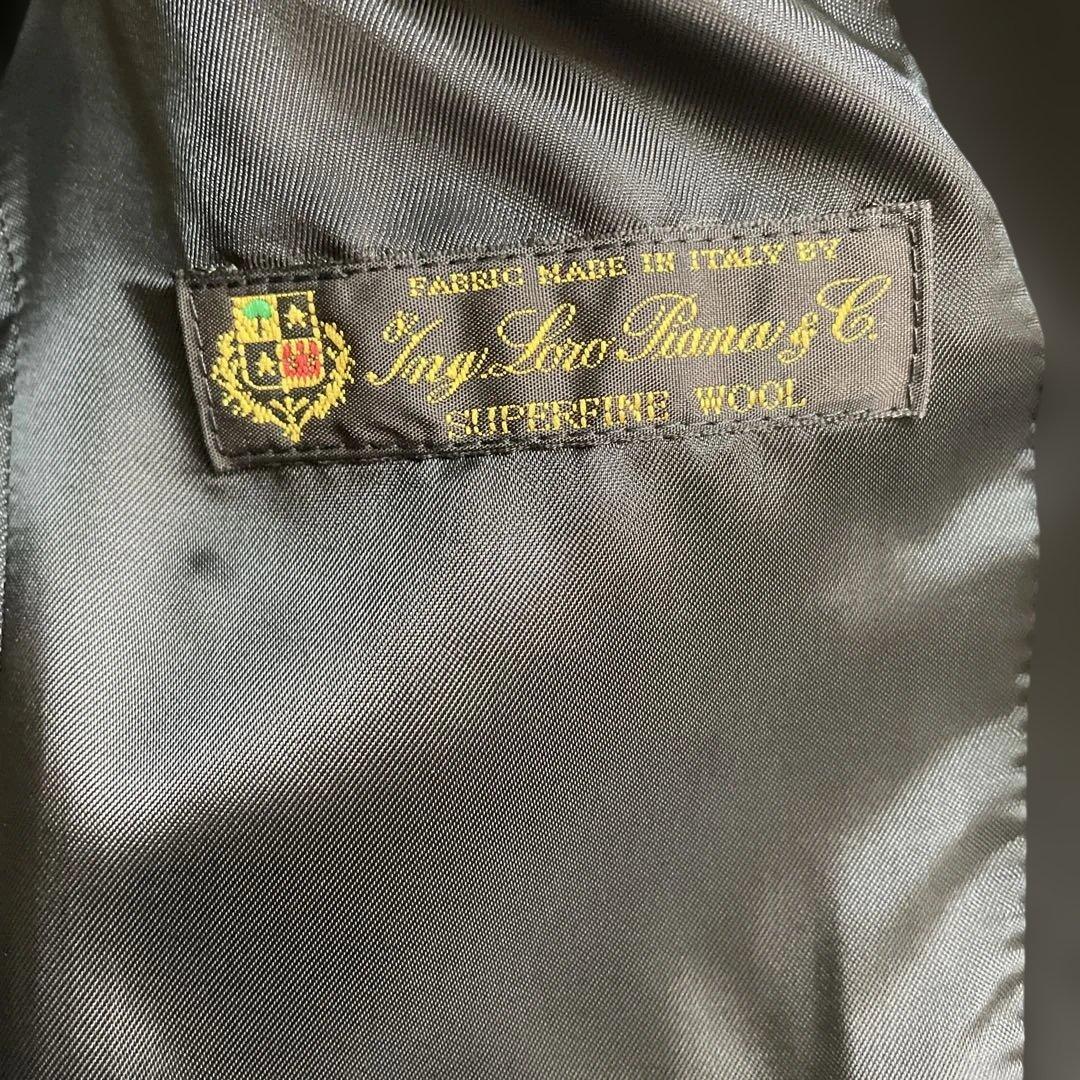 FABRIC MADE IN ITALY BY
Ing. Loro Piana & C.
SUPERFINE WOOL